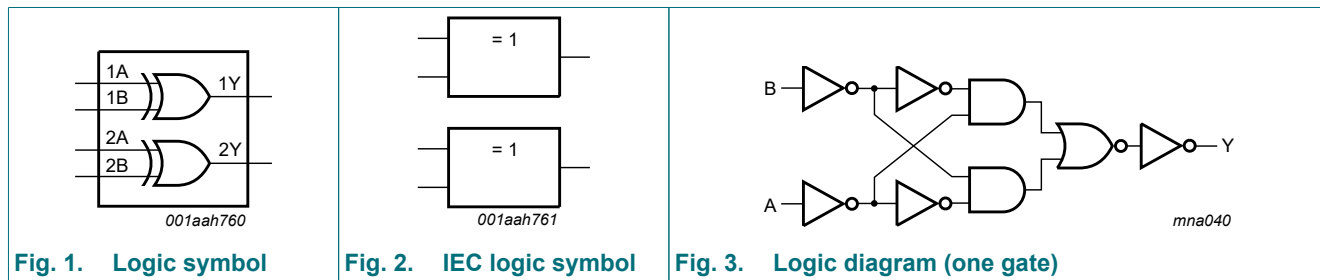 1A
1Y
1B
2A
2Y
2B
001aah760
Fig. 1. Logic symbol
= 1
= 1
001aah761
Fig. 2. IEC logic symbol
B
Y
A
mna040
Fig. 3. Logic diagram (one gate)